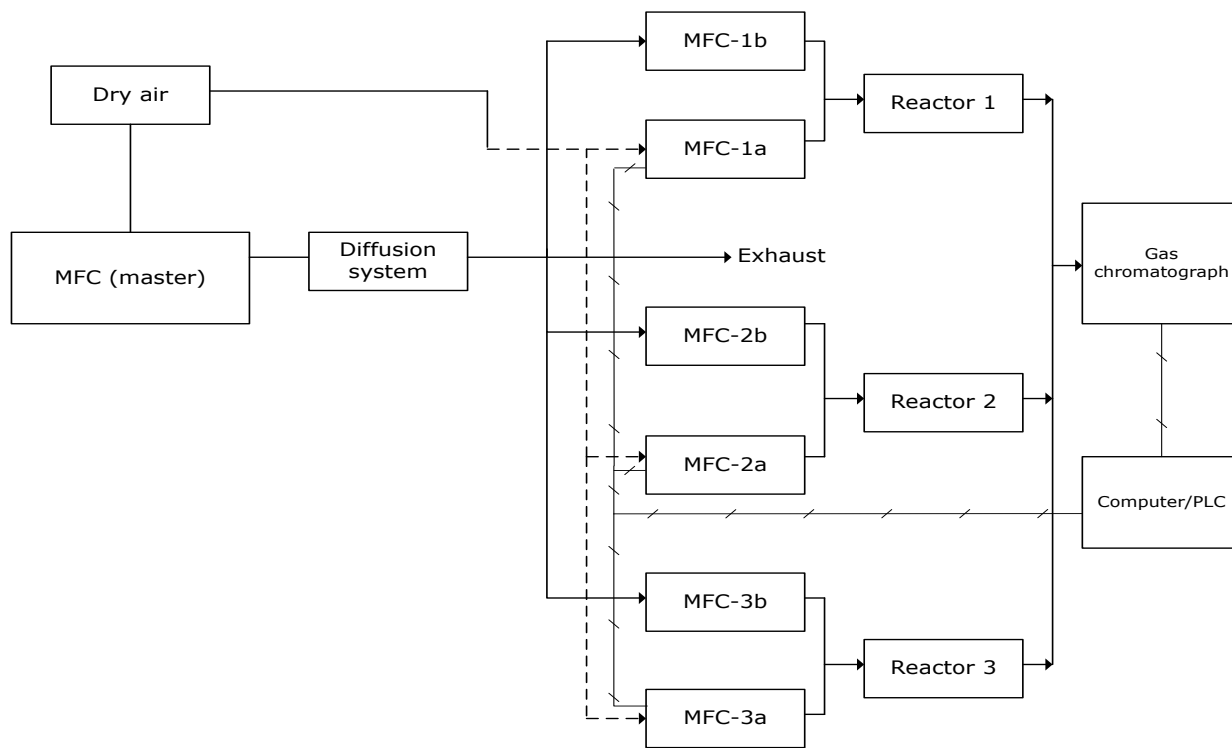 MFC-1b
Dry air
Reactor 1
MFC-1a
MFC (master)
Diffusion
system
Exhaust
Gas
chromatograph
MFC-2b
Reactor 2
MFC-2a
Computer/PLC
MFC-3b
Reactor 3
MFC-3a